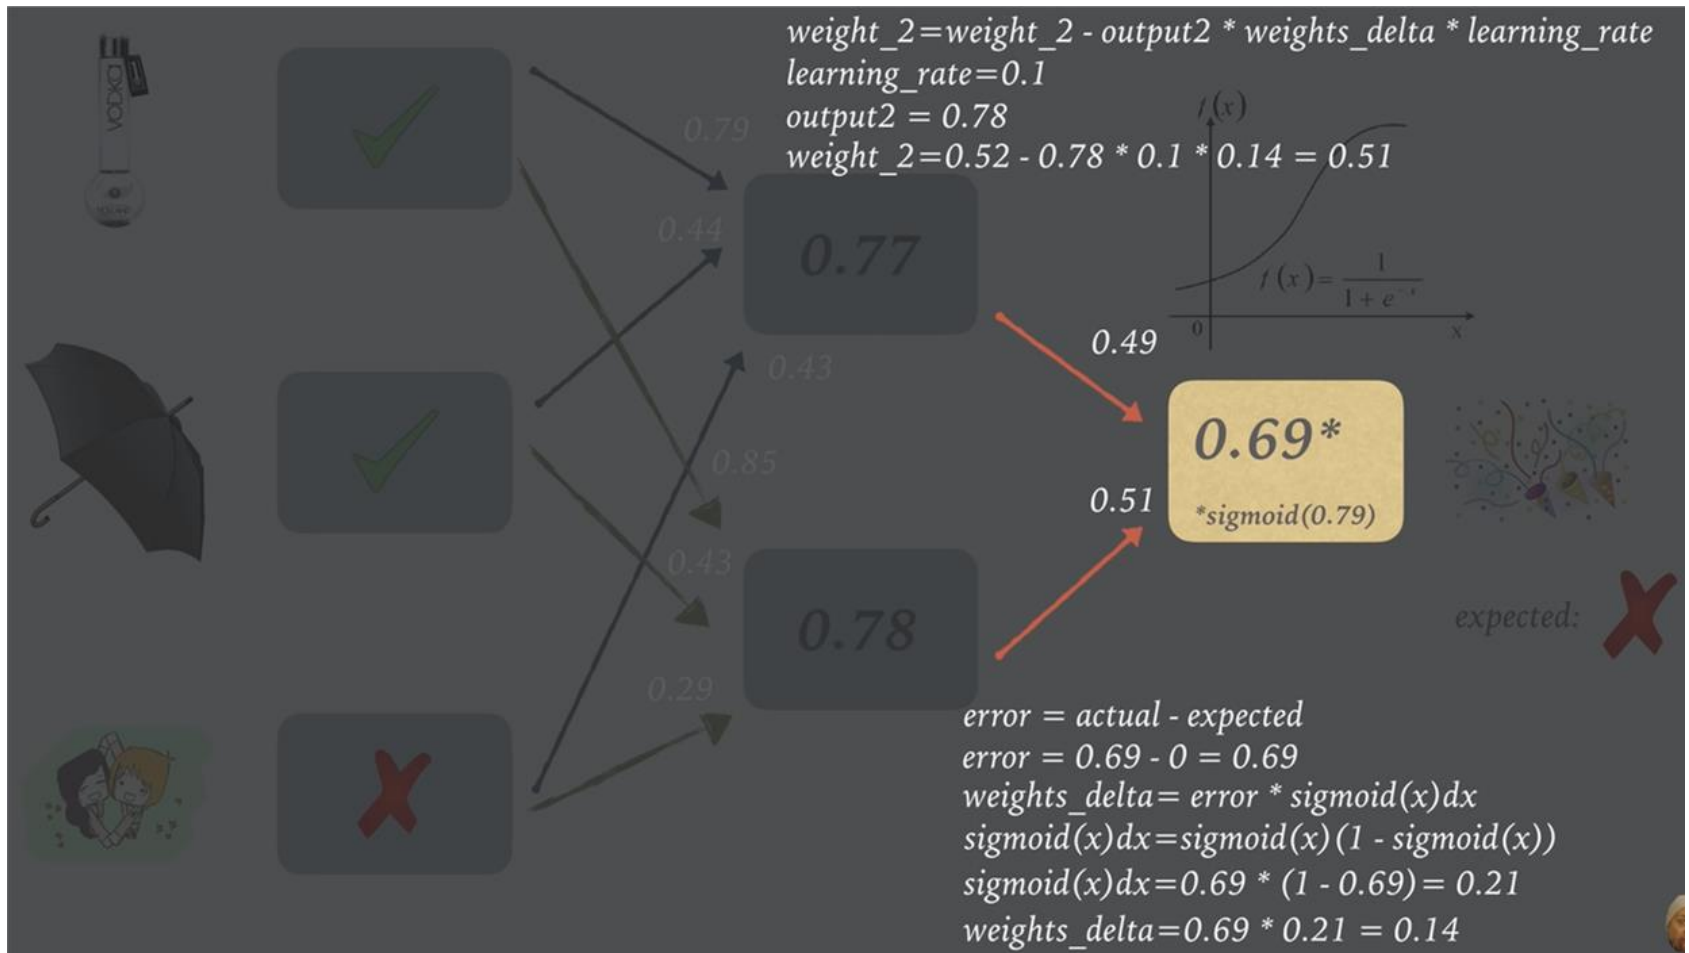 weight_2=weight_2 - output2 * weights_delta * learning_rate
learning_rate=0.1
output2 = 0.78
weight_2=0.52 - 0.78 * 0.1 * 0.14 = 0.51
VODKA
f(x)
f(x)=1/(1+e^-x)
0
x
0.79
0.44
0.77
0.43
0.49
0.85
0.69*
*sigmoid(0.79)
0.51
0.43
0.78
0.29
expected:
error = actual - expected
error = 0.69 - 0 = 0.69
weights_delta= error * sigmoid(x)dx
sigmoid(x)dx=sigmoid(x)(1 - sigmoid(x))
sigmoid(x)dx=0.69 * (1 - 0.69)= 0.21
weights_delta=0.69 * 0.21 = 0.14